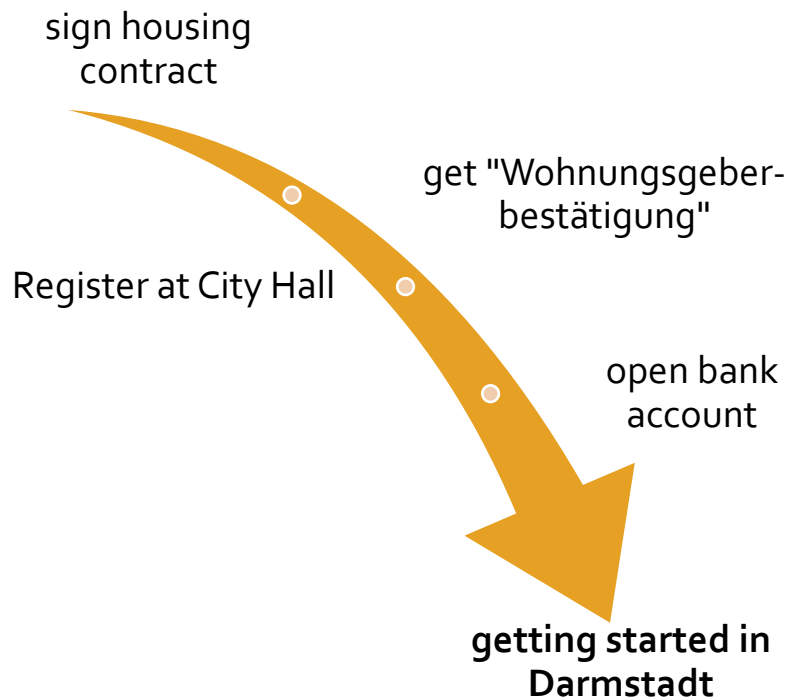 sign housing
contract
get "Wohnungsgeber-
bestätigung"
Register at City Hall
open bank
account
getting started in
Darmstadt